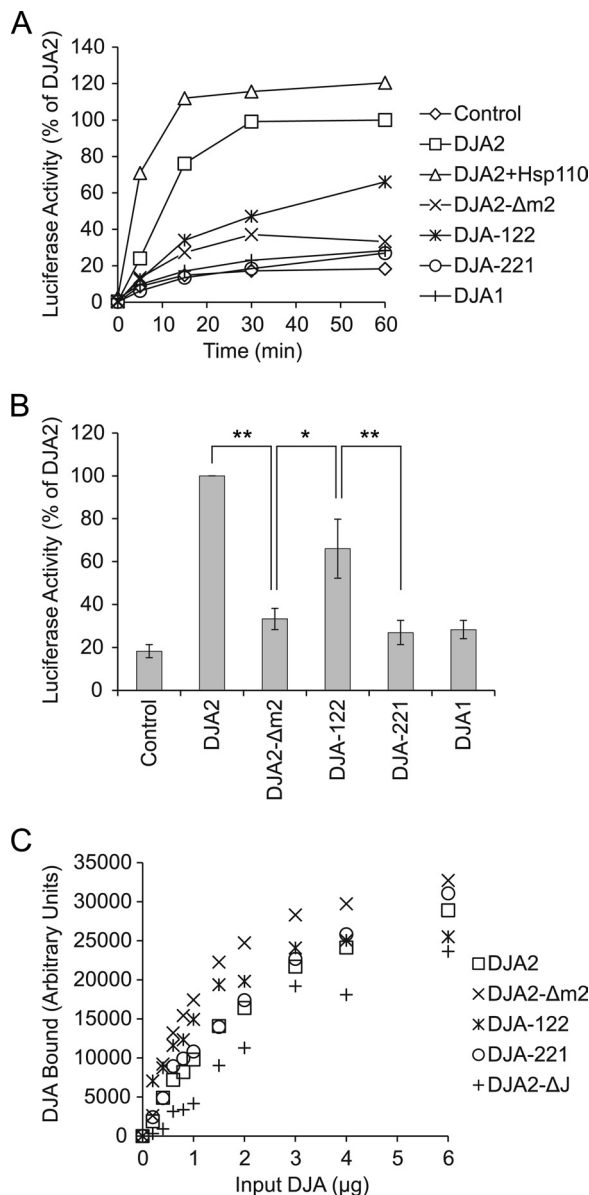 A
Luciferase Activity (% of DJA2)
140
120
100
80
60
40
20
0
0
10
20
30
40
50
60
Time (min)
Control
DJA2
DJA2+Hsp110
DJA2-Δm2
DJA-122
DJA-221
DJA1
B
Luciferase Activity (% of DJA2)
120
100
80
60
40
20
0
** * **
Control
DJA2
DJA2-Δm2
DJA-122
DJA-221
DJA1
C
DJA Bound (Arbitrary Units)
35000
30000
25000
20000
15000
10000
5000
0
0
1
2
3
4
5
6
Input DJA (µg)
DJA2
DJA2-Δm2
DJA-122
DJA-221
DJA2-ΔJ